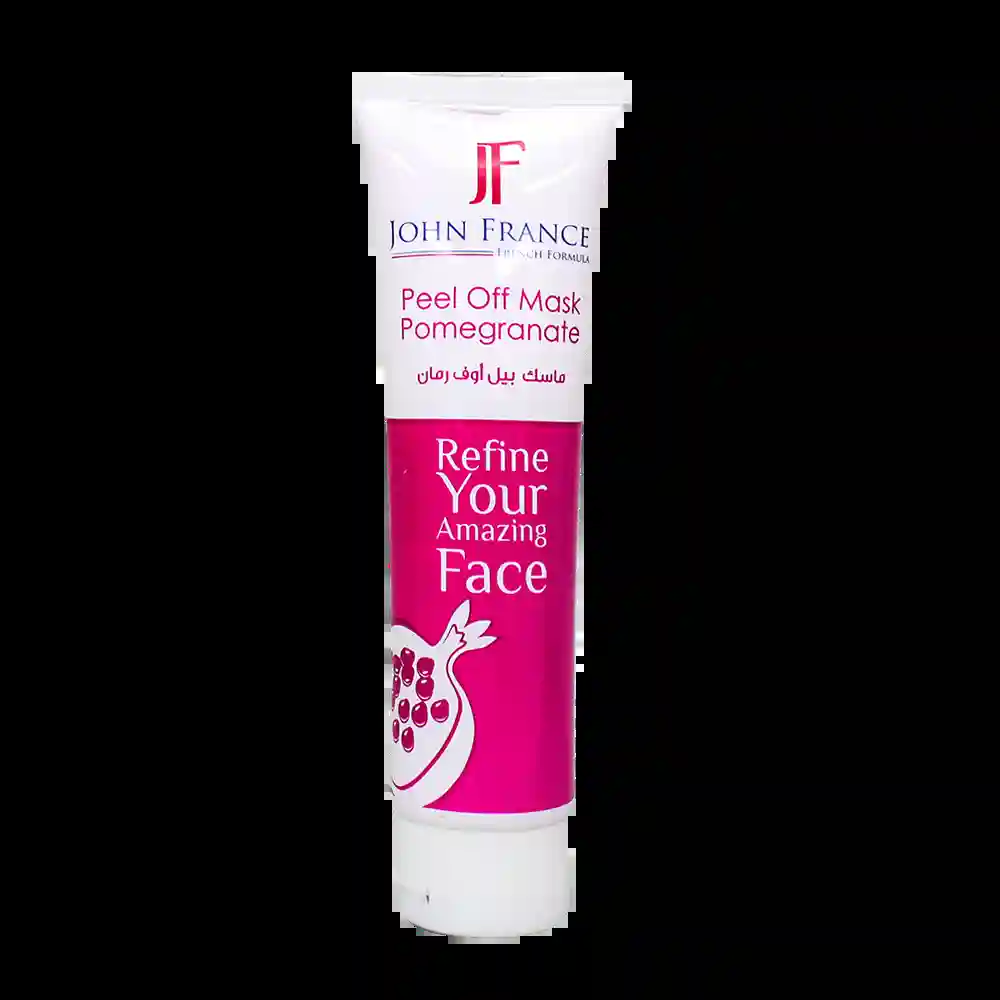 JF
JOHN FRANCE
FRENCH FORMULA
Peel Off Mask
Pomegranate
ماسك بيل أوف رمان
Refine
Your
Amazing
Face